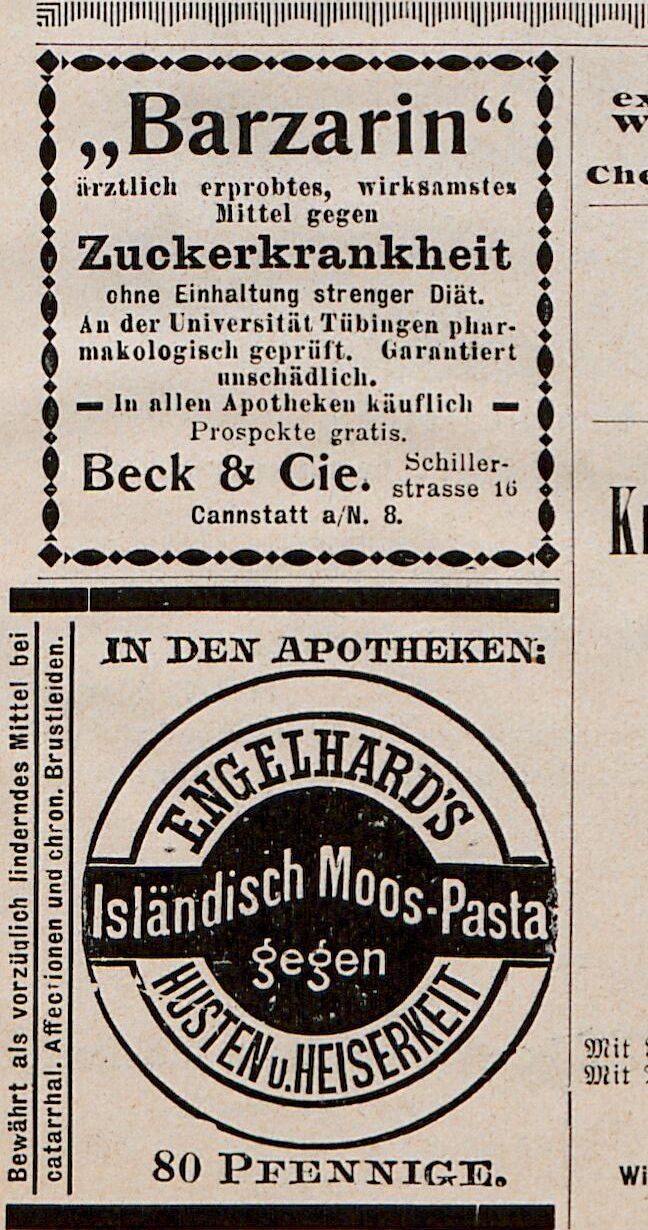 „Barzarin“
ärztlich erprobtes, wirksamstes
Mittel gegen
Zuckerkrankheit
ohne Einhaltung strenger Diät.
An der Universität Tübingen phar-
makologisch geprüft. Garantiert
unschädlich.
— In allen Apotheken käuflich —
Prospekte gratis.
Beck & Cie. Schiller-
strasse 16
Cannstatt a/N. 8.
Bewährt als vorzüglich linderndes Mittel bei
catarrhal. Affectionen und chron. Brustleiden.
IN DEN APOTHEKEN:
ENGELHARD'S
Isländisch Moos-Pasta
gegen
HUSTEN u. HEISERKEIT
80 PFENNIGE.
Mit
Mit